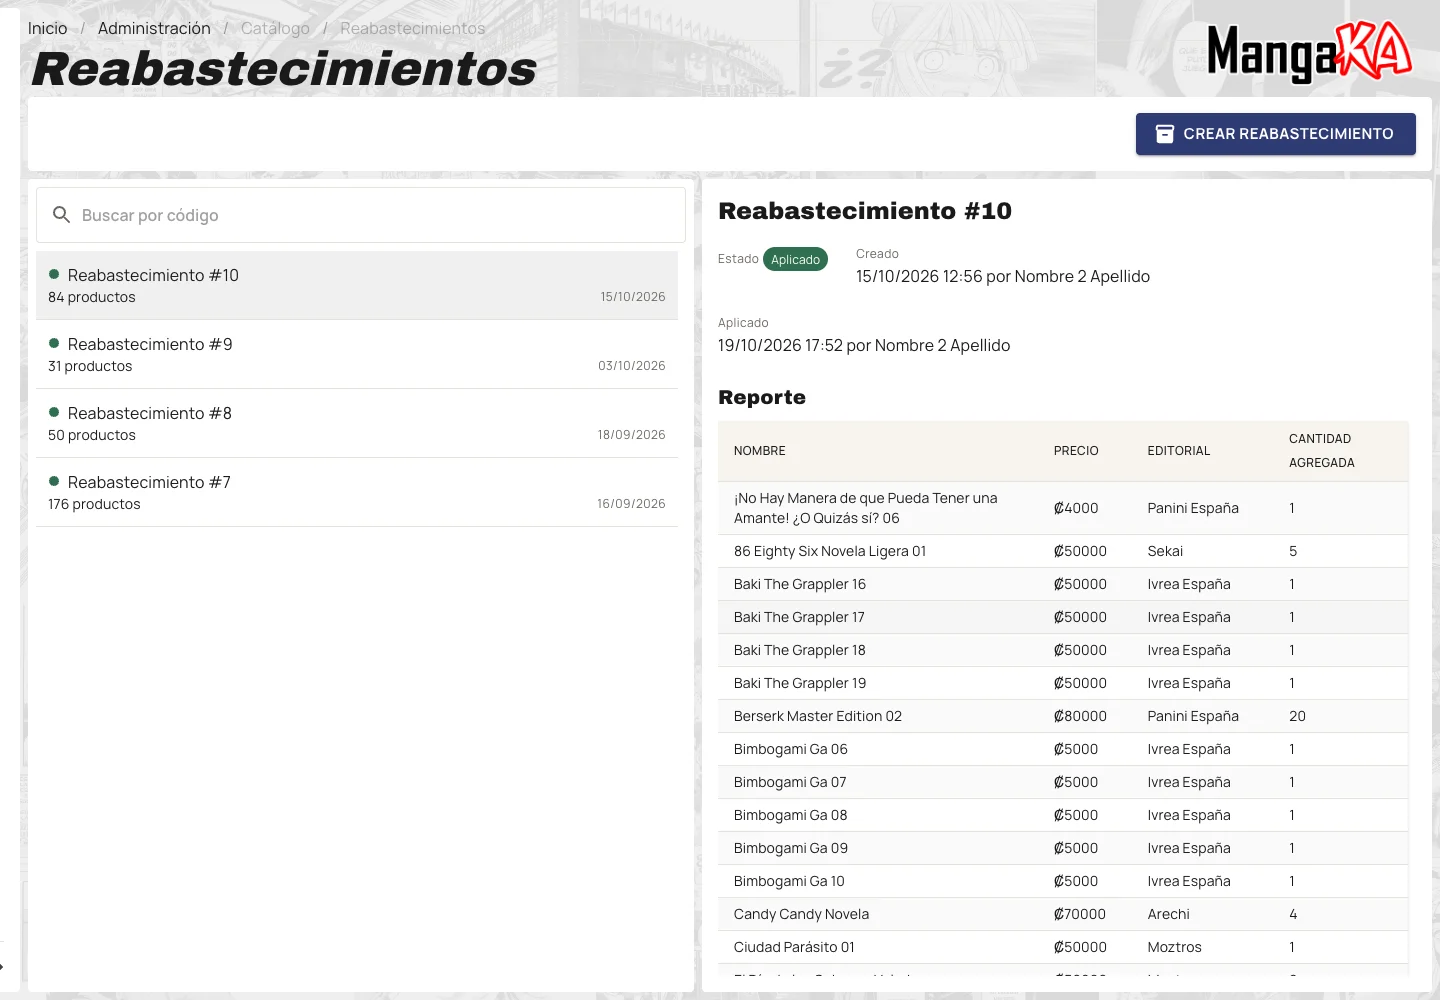 Inicio / Administración / Catálogo / Reabastecimientos
Reabastecimientos
MangaKA
CREAR REABASTECIMIENTO
Buscar por código
Reabastecimiento #10
84 productos 15/10/2026
Reabastecimiento #9
31 productos 03/10/2026
Reabastecimiento #8
50 productos 18/09/2026
Reabastecimiento #7
176 productos 16/09/2026
Reabastecimiento #10
Estado Aplicado
Creado
15/10/2026 12:56 por Nombre 2 Apellido
Aplicado
19/10/2026 17:52 por Nombre 2 Apellido
Reporte
NOMBRE PRECIO EDITORIAL CANTIDAD AGREGADA
¡No Hay Manera de que Pueda Tener una
Amante! ¿O Quizás sí? 06 ₡4000 Panini España 1
86 Eighty Six Novela Ligera 01 ₡50000 Sekai 5
Baki The Grappler 16 ₡50000 Ivrea España 1
Baki The Grappler 17 ₡50000 Ivrea España 1
Baki The Grappler 18 ₡50000 Ivrea España 1
Baki The Grappler 19 ₡50000 Ivrea España 1
Berserk Master Edition 02 ₡80000 Panini España 20
Bimbogami Ga 06 ₡5000 Ivrea España 1
Bimbogami Ga 07 ₡5000 Ivrea España 1
Bimbogami Ga 08 ₡5000 Ivrea España 1
Bimbogami Ga 09 ₡5000 Ivrea España 1
Bimbogami Ga 10 ₡5000 Ivrea España 1
Candy Candy Novela ₡70000 Arechi 4
Ciudad Parásito 01 ₡50000 Moztros 1